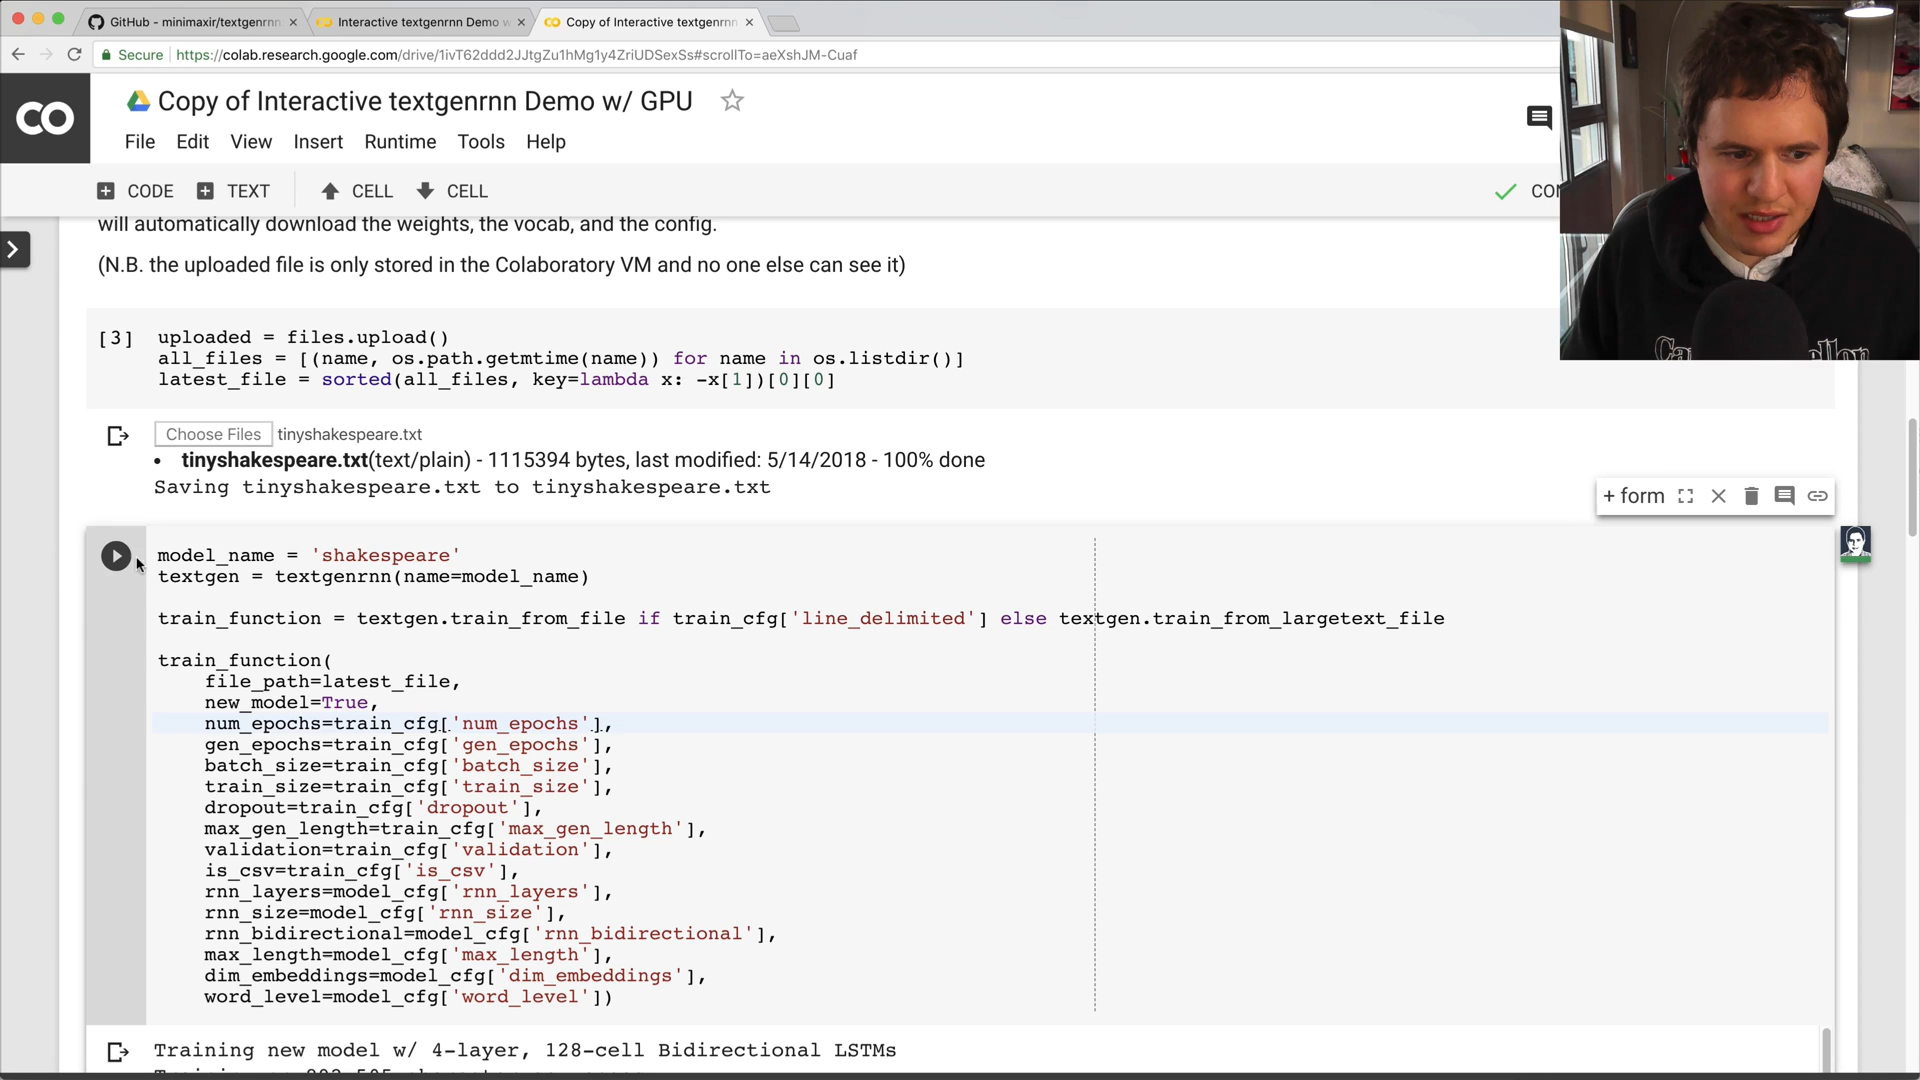 GitHub - minimaxir/textgenrnn
Interactive textgenrnn Demo w
Copy of Interactive textgenrnn
Secure
https://colab.research.google.com/drive/1ivT62ddd2JJtgZu1hMg1y4ZriUDSexSs#scrollTo=aeXshJM-Cuaf
CO
Copy of Interactive textgenrnn Demo w/ GPU
File Edit View Insert Runtime Tools Help
CODE TEXT CELL CELL
CON
will automatically download the weights, the vocab, and the config.
(N.B. the uploaded file is only stored in the Colaboratory VM and no one else can see it)
[3] uploaded = files.upload()
all_files = [(name, os.path.getmtime(name)) for name in os.listdir()]
latest_file = sorted(all_files, key=lambda x: -x[1])[0][0]
Choose Files tinyshakespeare.txt
• tinyshakespeare.txt(text/plain) - 1115394 bytes, last modified: 5/14/2018 - 100% done
Saving tinyshakespeare.txt to tinyshakespeare.txt
+ form
model_name = 'shakespeare'
textgen = textgenrnn(name=model_name)
train_function = textgen.train_from_file if train_cfg['line_delimited'] else textgen.train_from_largetext_file
train_function(
file_path=latest_file,
new_model=True,
num_epochs=train_cfg['num_epochs'],
gen_epochs=train_cfg['gen_epochs'],
batch_size=train_cfg['batch_size'],
train_size=train_cfg['train_size'],
dropout=train_cfg['dropout'],
max_gen_length=train_cfg['max_gen_length'],
validation=train_cfg['validation'],
is_csv=train_cfg['is_csv'],
rnn_layers=model_cfg['rnn_layers'],
rnn_size=model_cfg['rnn_size'],
rnn_bidirectional=model_cfg['rnn_bidirectional'],
max_length=model_cfg['max_length'],
dim_embeddings=model_cfg['dim_embeddings'],
word_level=model_cfg['word_level'])
Training new model w/ 4-layer, 128-cell Bidirectional LSTMs